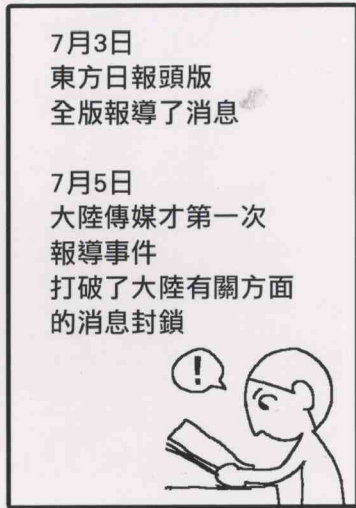 7月3日
東方日報頭版
全版報導了消息
7月5日
大陸傳媒才第一次
報導事件
打破了大陸有關方面
的消息封鎖
!